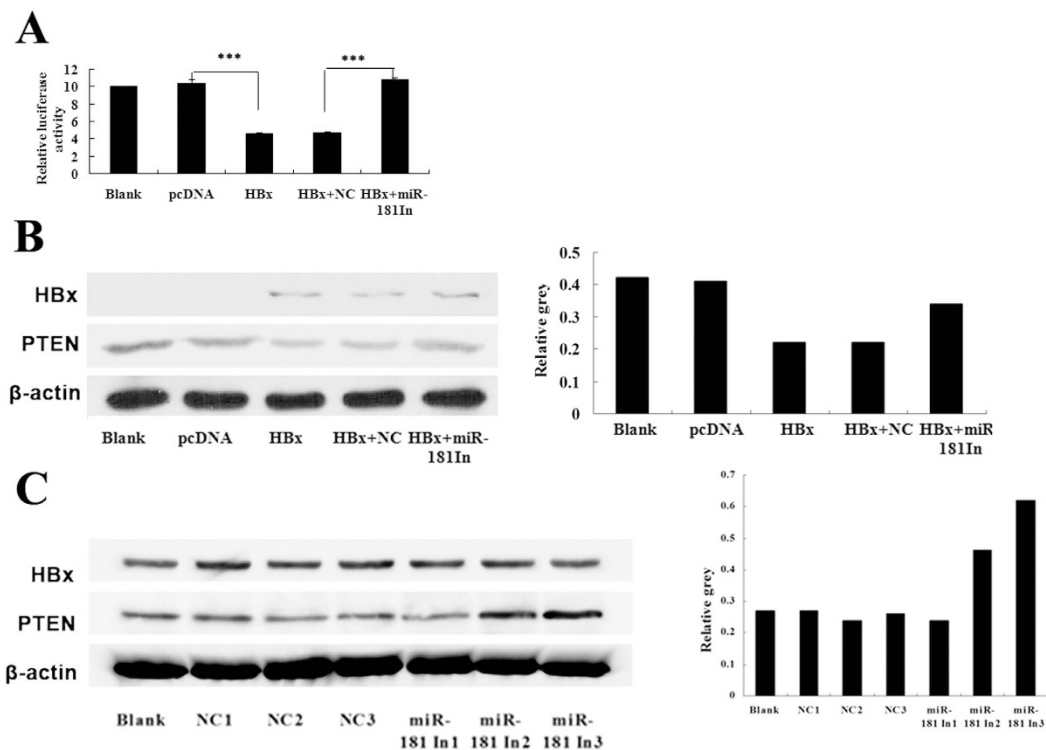 A
Relative luciferase
activity
12
10
8
6
4
2
0
***
***
Blank
pcDNA
HBx
HBx+NC
HBx+miR-
181In
B
HBx
PTEN
β-actin
Blank
pcDNA
HBx
HBx+NC
HBx+miR-
181In
Relative grey
0.5
0.4
0.3
0.2
0.1
0
Blank
pcDNA
HBx
HBx+NC
HBx+miR
181In
C
HBx
PTEN
β-actin
Blank
NC1
NC2
NC3
miR-
181 In1
miR-
181 In2
miR-
181 In3
Relative grey
0.7
0.6
0.5
0.4
0.3
0.2
0.1
0
Blank
NC1
NC2
NC3
miR-
181 In1
miR-
181 In2
miR-
181 In3